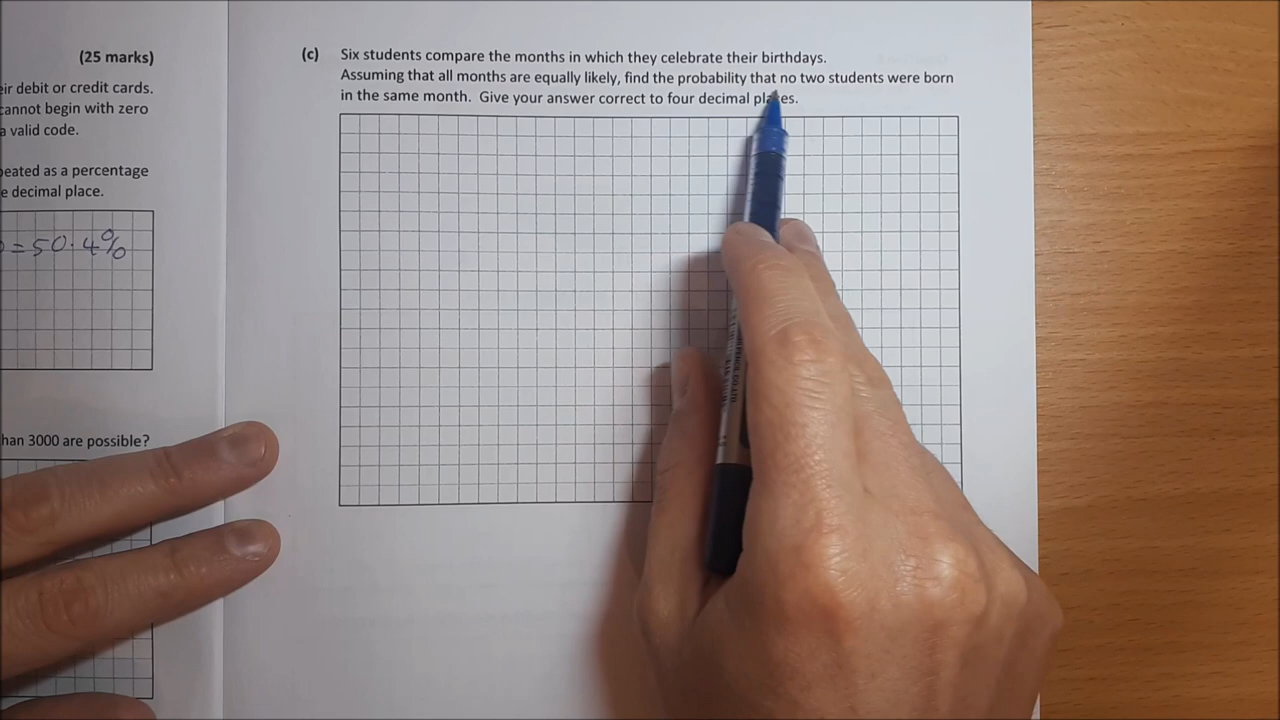 (25 marks)
eir debit or credit cards.
cannot begin with zero
a valid code.
peated as a percentage
e decimal place.
= 50.4%
han 3000 are possible?
(c) Six students compare the months in which they celebrate their birthdays.
Assuming that all months are equally likely, find the probability that no two students were born
in the same month. Give your answer correct to four decimal places.